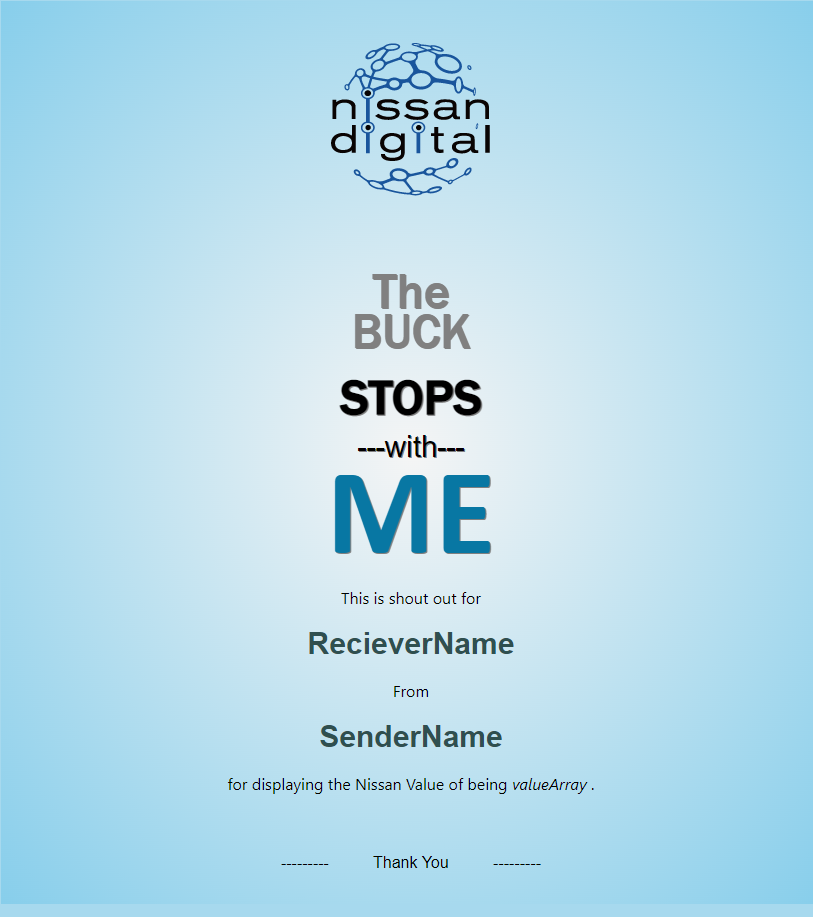 nissan
digital
The
BUCK
STOPS
---with---
ME
This is shout out for
RecieverName
From
SenderName
for displaying the Nissan Value of being valueArray .
--------- Thank You ---------